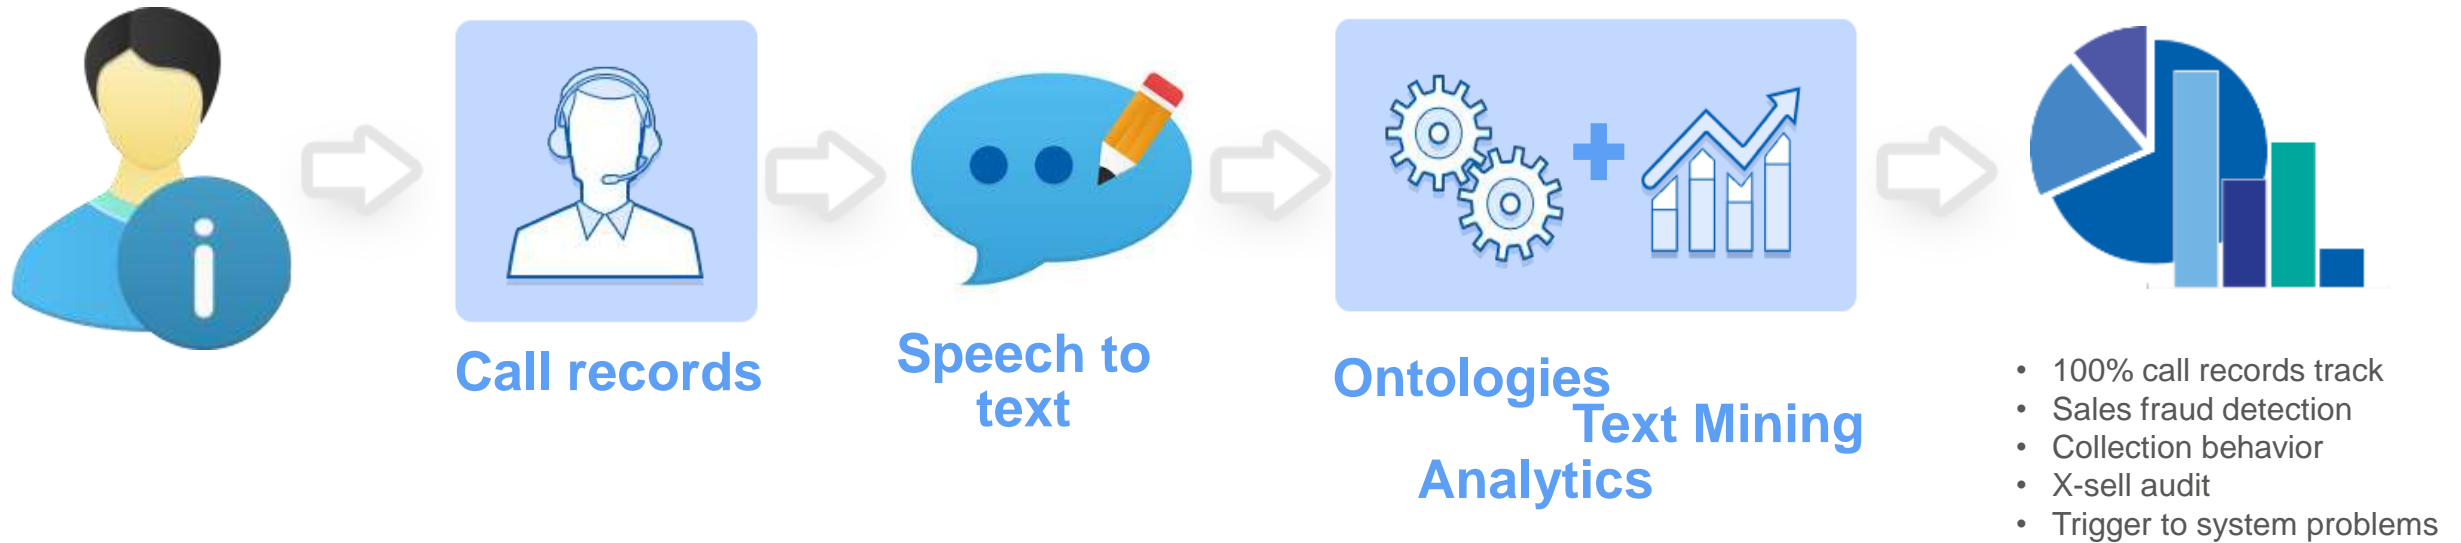 Call records
Speech to
text
Ontologies
Text Mining
Analytics
• 100% call records track
• Sales fraud detection
• Collection behavior
• X-sell audit
• Trigger to system problems